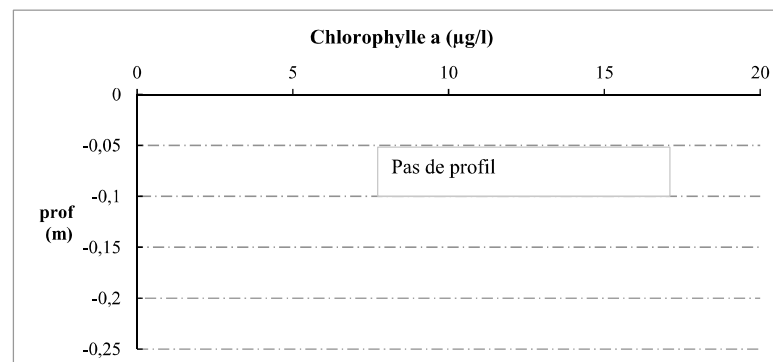 Chlorophylle a (µg/l)
0 5 10 15 20
0
-0,05
Pas de profil
-0,1
prof
(m)
-0,15
-0,2
-0,25